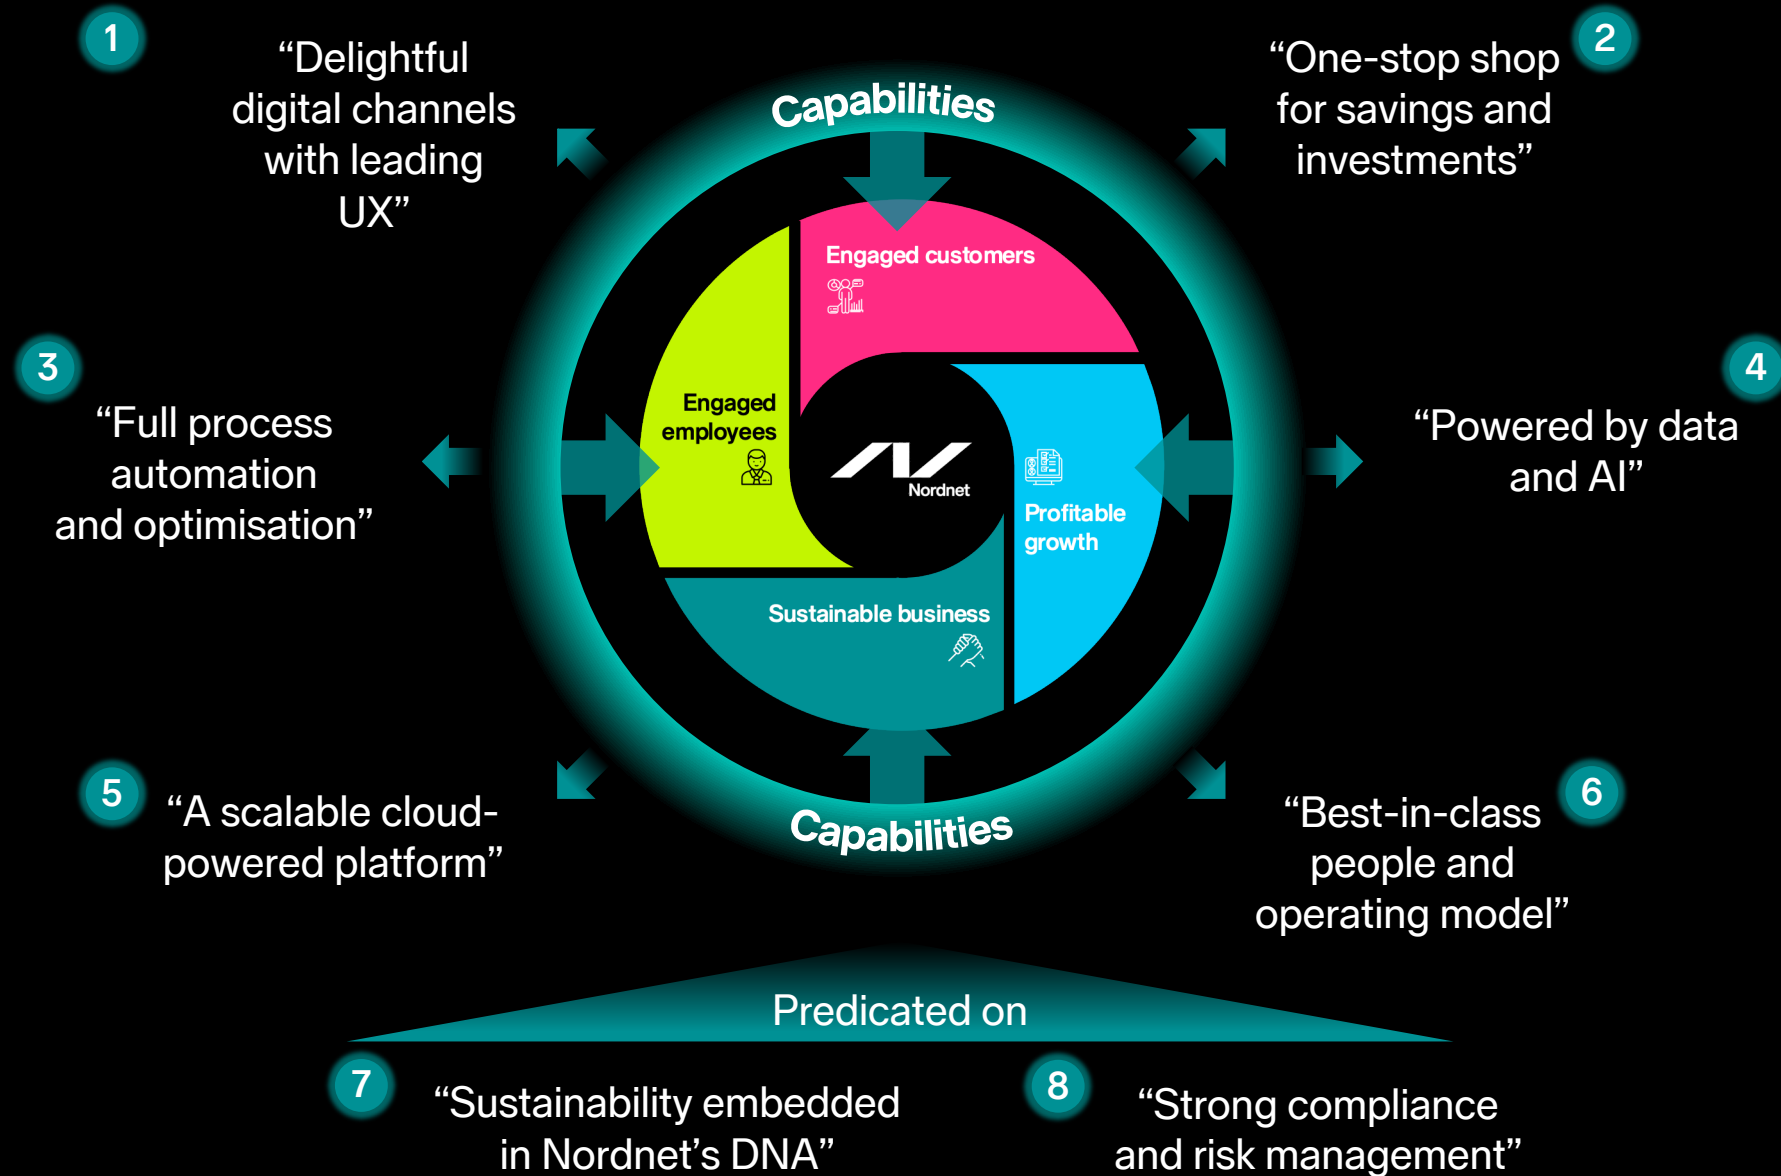 1
“Delightful
digital channels
with leading
UX”
2
“One-stop shop
for savings and
investments”
Capabilities
Engaged customers
3
“Full process
automation
and optimisation”
Engaged
employees
Nordnet
Profitable
growth
4
“Powered by data
and AI”
Sustainable business
5
“A scalable cloud-
powered platform”
Capabilities
6
“Best-in-class
people and
operating model”
Predicated on
7
“Sustainability embedded
in Nordnet’s DNA”
8
“Strong compliance
and risk management”